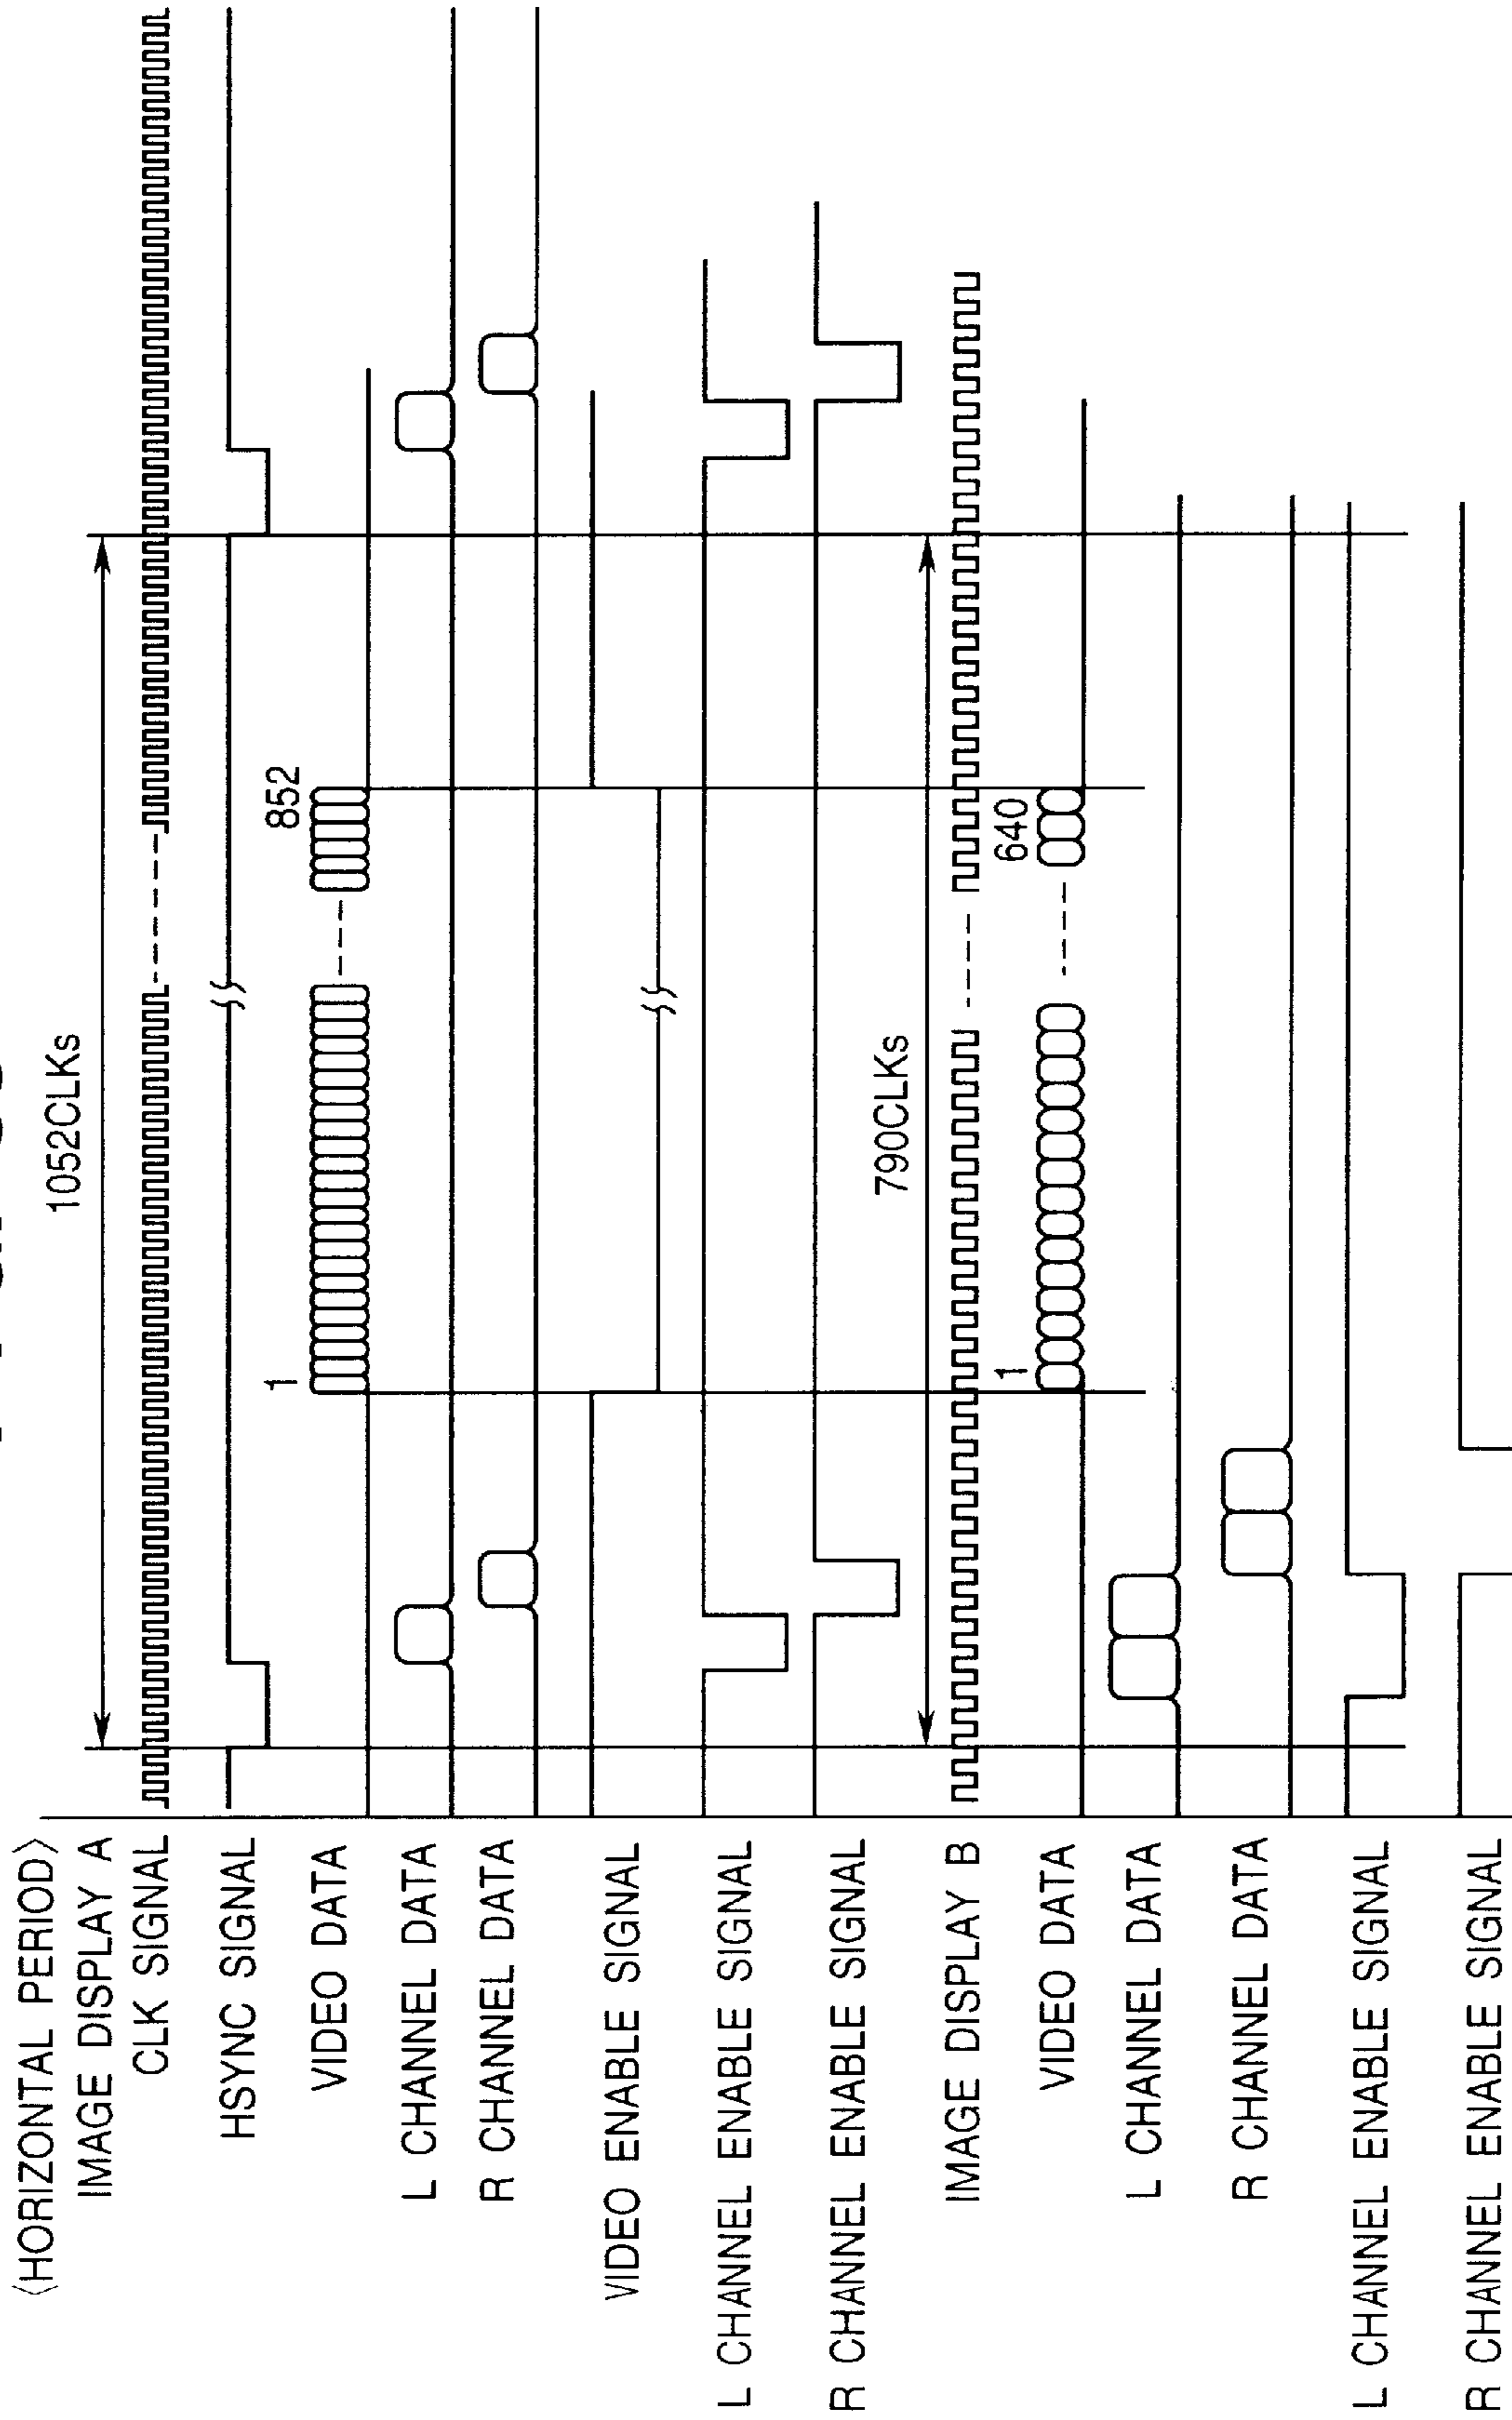 〈HORIZONTAL PERIOD〉
IMAGE DISPLAY A
1052CLKs
CLK SIGNAL
HSYNC SIGNAL
1
852
VIDEO DATA
L CHANNEL DATA
R CHANNEL DATA
VIDEO ENABLE SIGNAL
L CHANNEL ENABLE SIGNAL
R CHANNEL ENABLE SIGNAL
790CLKs
IMAGE DISPLAY B
1
640
VIDEO DATA
L CHANNEL DATA
R CHANNEL DATA
L CHANNEL ENABLE SIGNAL
R CHANNEL ENABLE SIGNAL